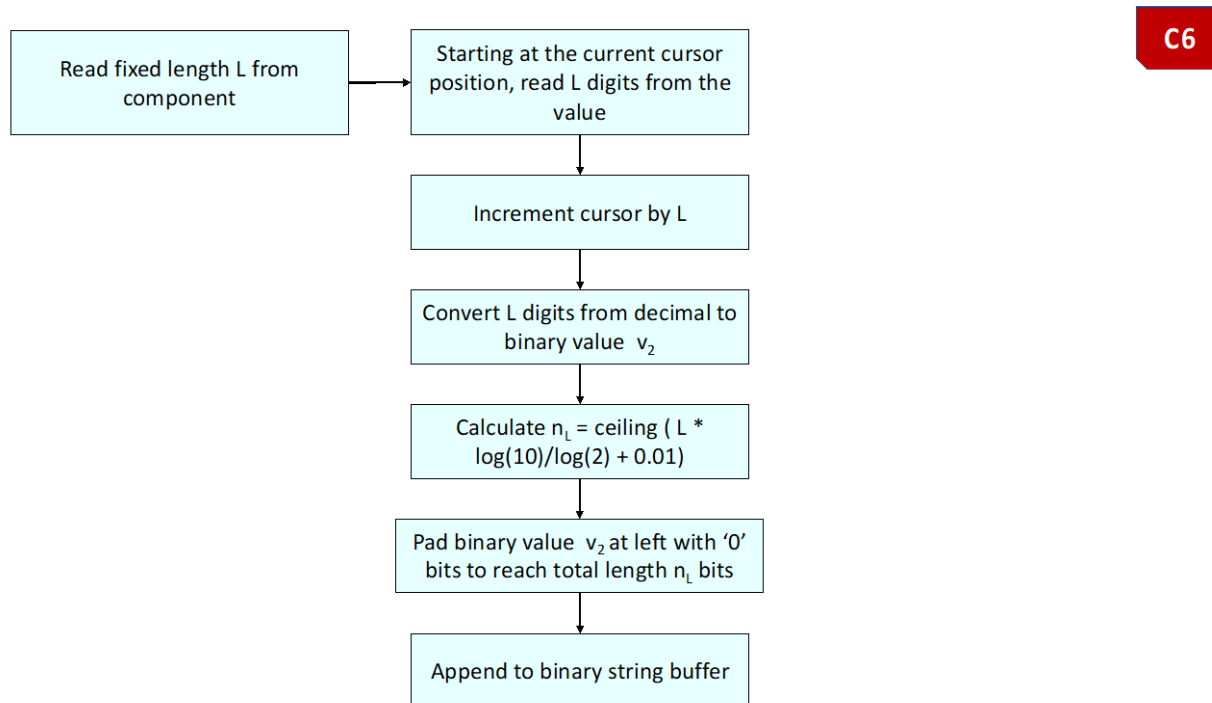 C6
Read fixed length L from
component
Starting at the current cursor
position, read L digits from the
value
Increment cursor by L
Convert L digits from decimal to
binary value v₂
Calculate n_L = ceiling ( L *
log(10)/log(2) + 0.01)
Pad binary value v₂ at left with ‘0’
bits to reach total length n_L bits
Append to binary string buffer